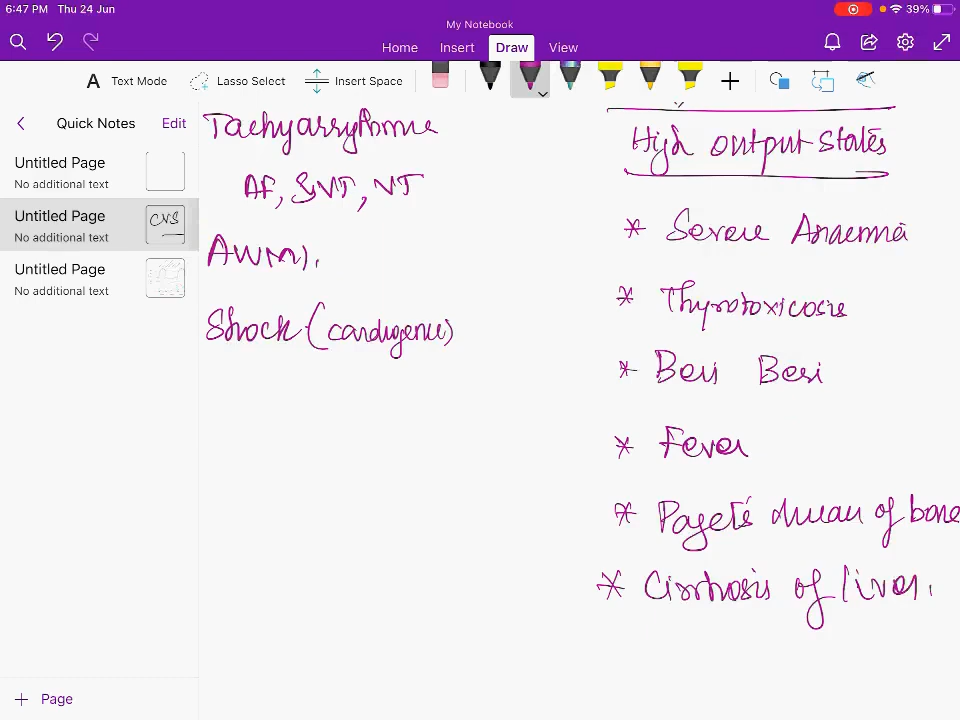 6:47 PM Thu 24 Jun
39%
My Notebook
Home Insert Draw View
Text Mode Lasso Select Insert Space
Quick Notes Edit
Untitled Page
No additional text
Untitled Page
No additional text
CNS
Untitled Page
No additional text
Page
Tachyarrythmie
AF, SVT, VT
AWMI,
Shock (cardiogenic)
High output states
* Severe Anaemia
* Thyrotoxicosis
* Beri Beri
* Fever
* Paget's disease of bone
* Cirrhosis of liver.